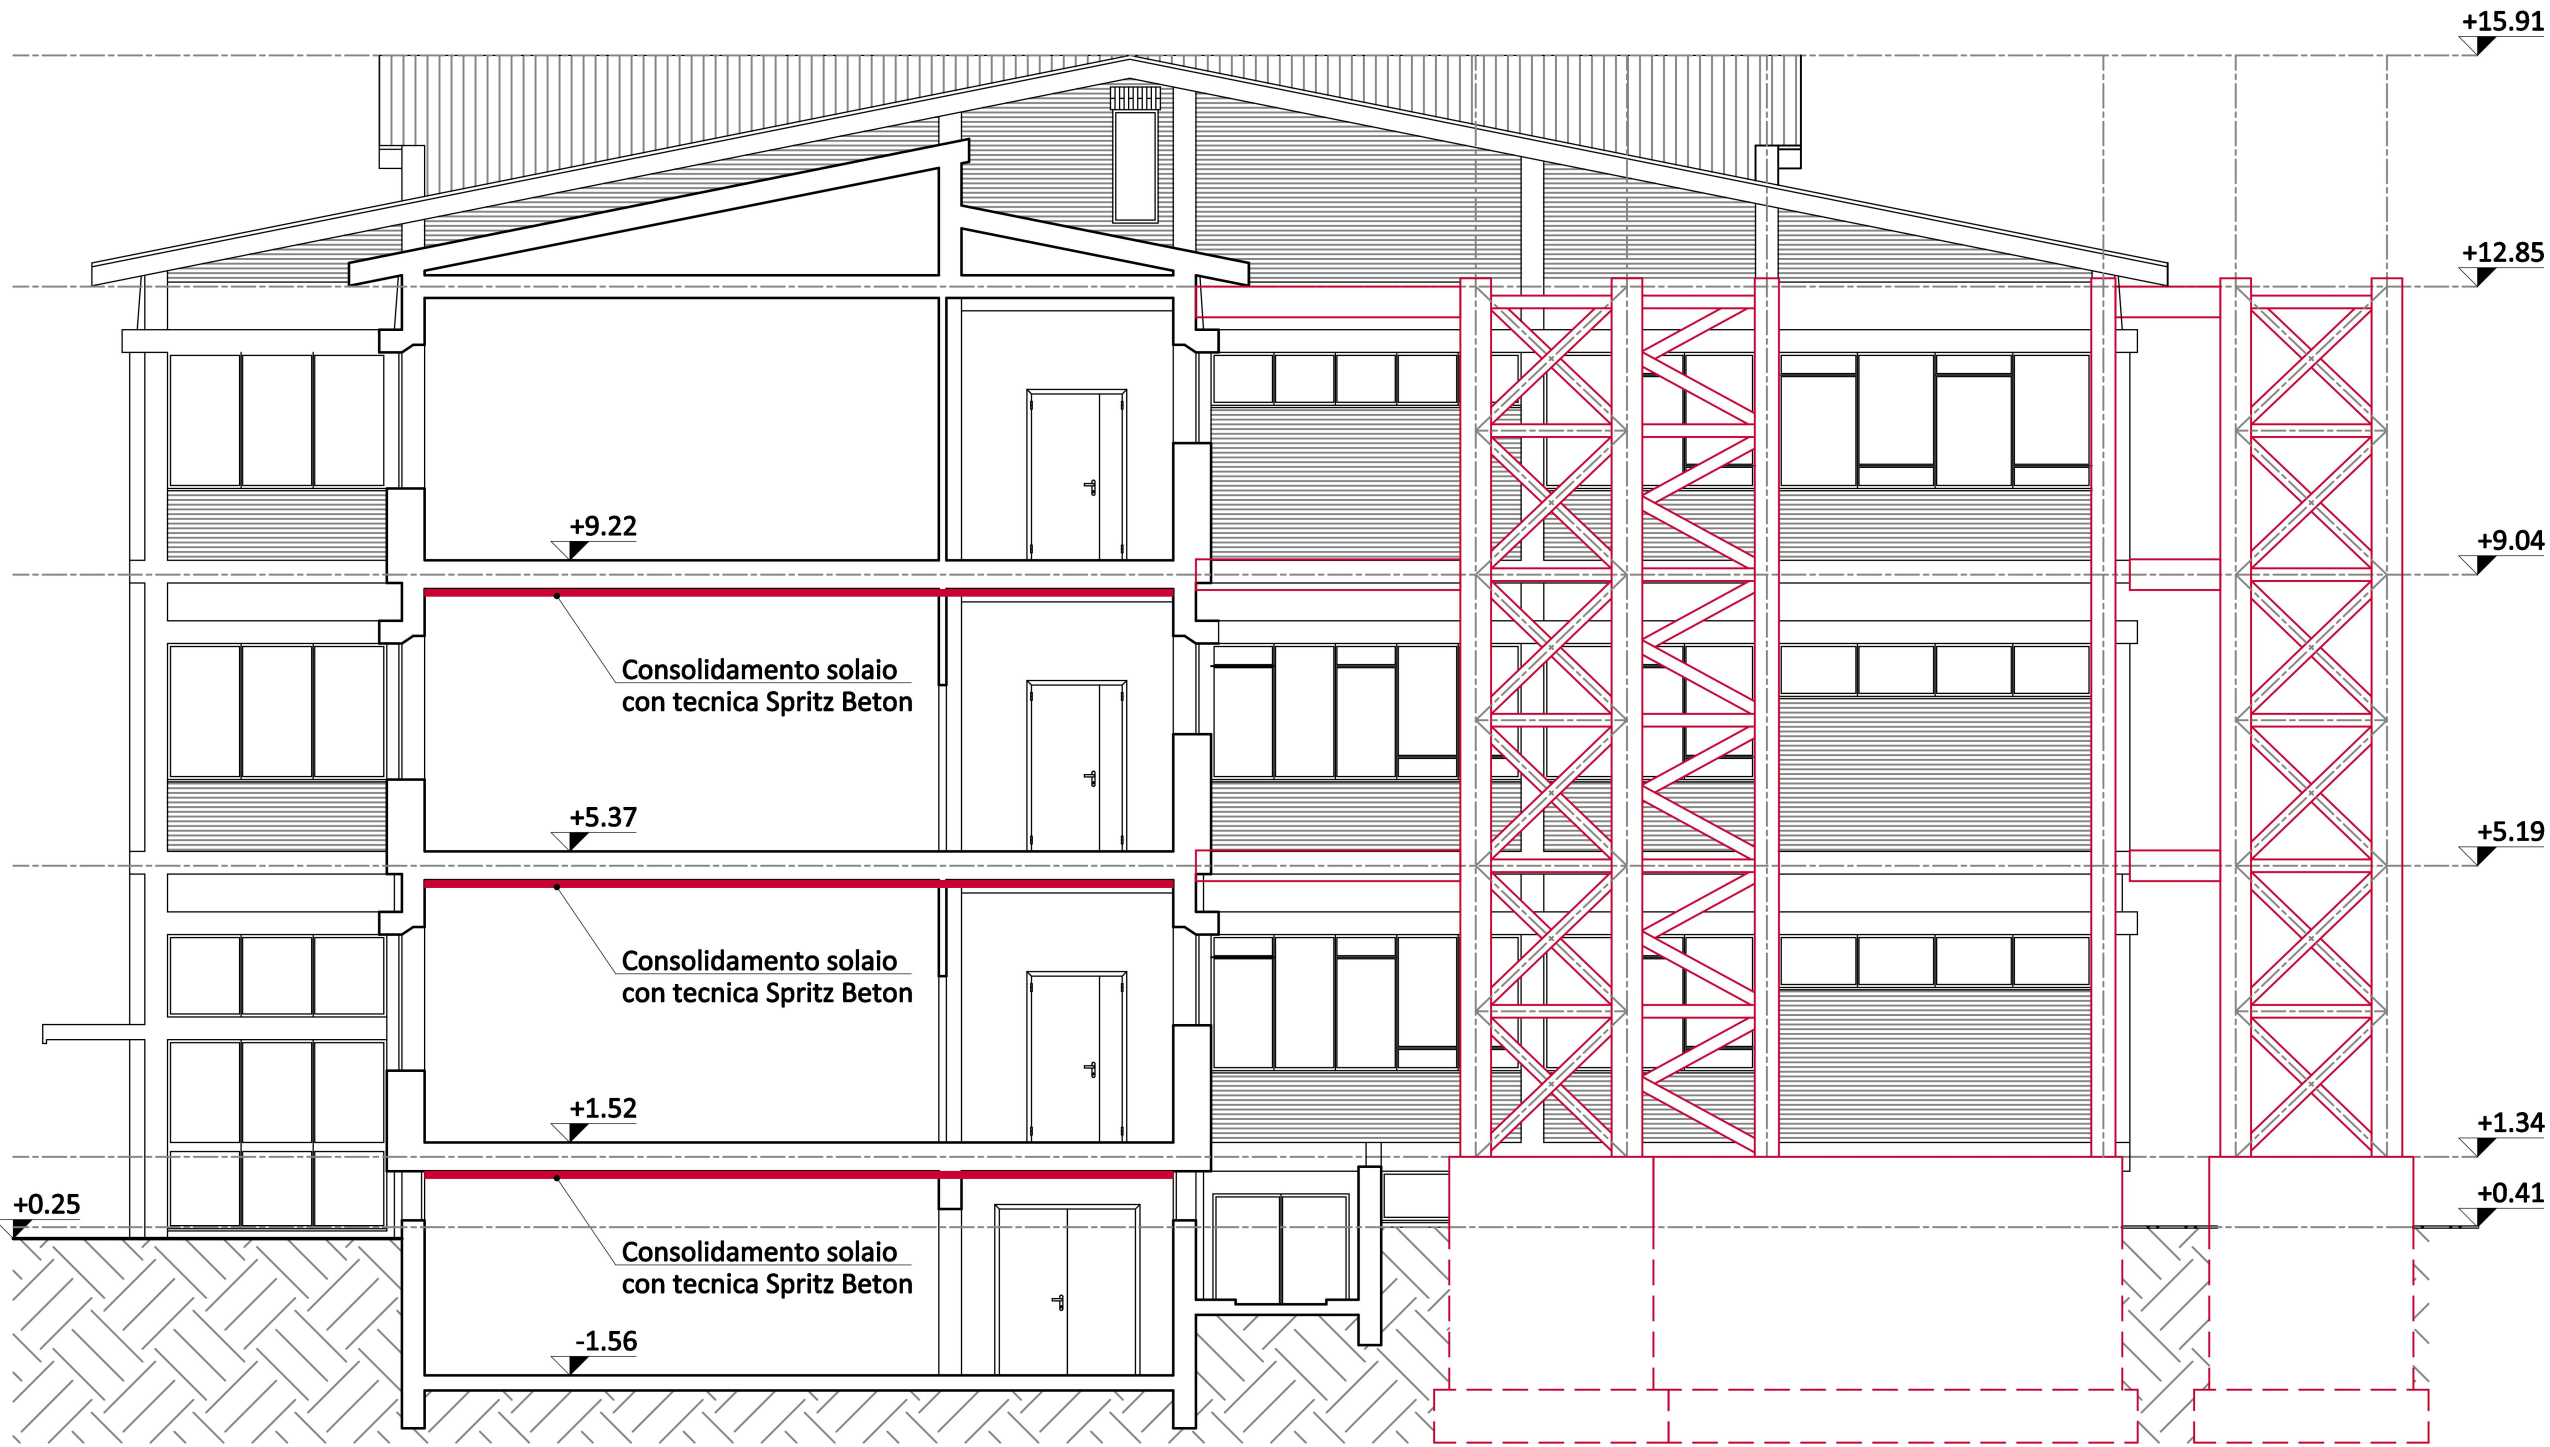 +15.91
+12.85
+9.22
+9.04
Consolidamento solaio
con tecnica Spritz Beton
+5.37
+5.19
Consolidamento solaio
con tecnica Spritz Beton
+1.52
+1.34
+0.25
+0.41
Consolidamento solaio
con tecnica Spritz Beton
-1.56